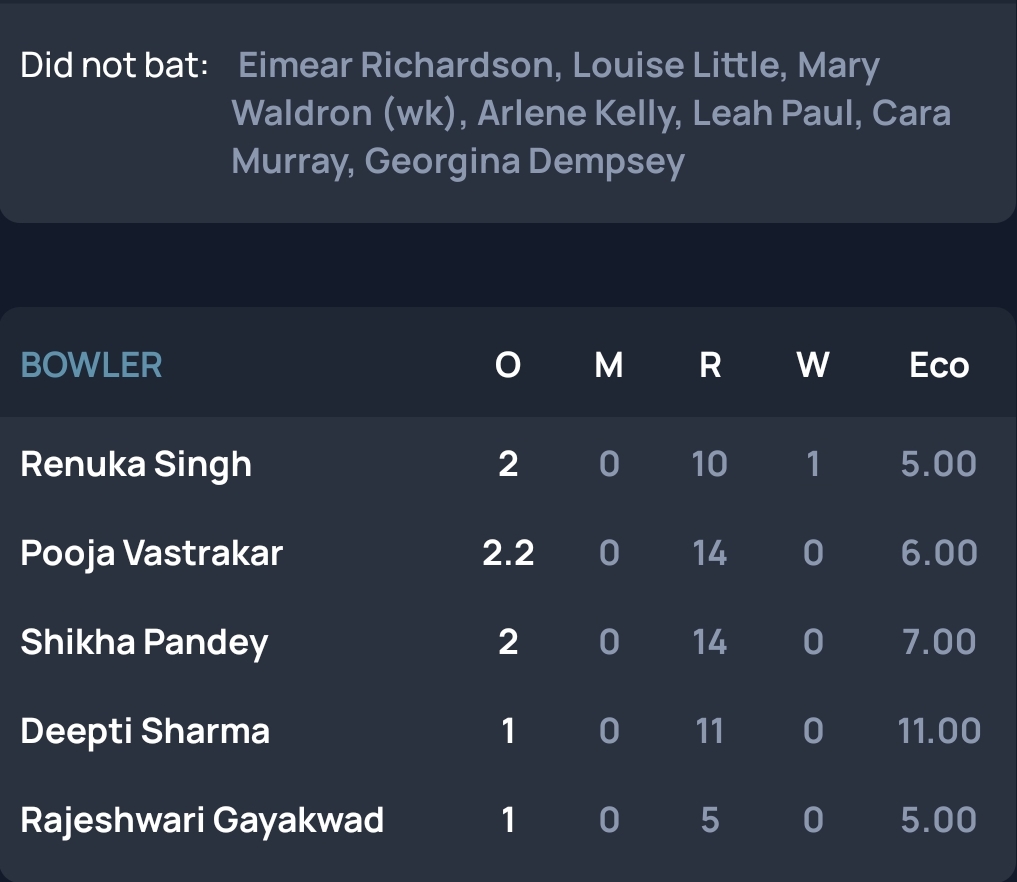 Did not bat: Eimear Richardson, Louise Little, Mary
Waldron (wk), Arlene Kelly, Leah Paul, Cara
Murray, Georgina Dempsey
BOWLER O M R W Eco
Renuka Singh 2 0 10 1 5.00
Pooja Vastrakar 2.2 0 14 0 6.00
Shikha Pandey 2 0 14 0 7.00
Deepti Sharma 1 0 11 0 11.00
Rajeshwari Gayakwad 1 0 5 0 5.00